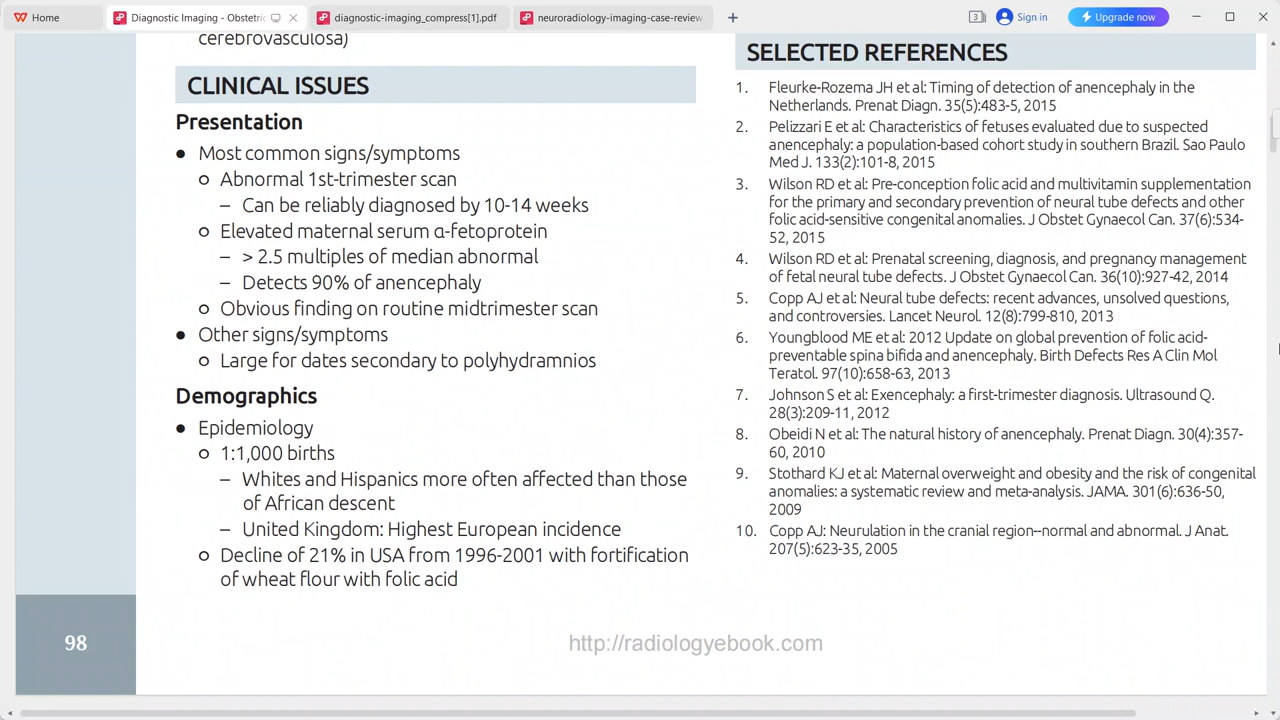 Home
Diagnostic Imaging - Obstetric
diagnostic-imaging_compress[1].pdf
neuroradiology-imaging-case-review
3
Sign in
Upgrade now
cerebrovasculosa)
CLINICAL ISSUES
Presentation
● Most common signs/symptoms
○ Abnormal 1st-trimester scan
– Can be reliably diagnosed by 10-14 weeks
○ Elevated maternal serum α-fetoprotein
– > 2.5 multiples of median abnormal
– Detects 90% of anencephaly
○ Obvious finding on routine midtrimester scan
● Other signs/symptoms
○ Large for dates secondary to polyhydramnios
Demographics
● Epidemiology
○ 1:1,000 births
– Whites and Hispanics more often affected than those
of African descent
– United Kingdom: Highest European incidence
○ Decline of 21% in USA from 1996-2001 with fortification
of wheat flour with folic acid
SELECTED REFERENCES
1. Fleurke-Rozema JH et al: Timing of detection of anencephaly in the
Netherlands. Prenat Diagn. 35(5):483-5, 2015
2. Pelizzari E et al: Characteristics of fetuses evaluated due to suspected
anencephaly: a population-based cohort study in southern Brazil. Sao Paulo
Med J. 133(2):101-8, 2015
3. Wilson RD et al: Pre-conception folic acid and multivitamin supplementation
for the primary and secondary prevention of neural tube defects and other
folic acid-sensitive congenital anomalies. J Obstet Gynaecol Can. 37(6):534-
52, 2015
4. Wilson RD et al: Prenatal screening, diagnosis, and pregnancy management
of fetal neural tube defects. J Obstet Gynaecol Can. 36(10):927-42, 2014
5. Copp AJ et al: Neural tube defects: recent advances, unsolved questions,
and controversies. Lancet Neurol. 12(8):799-810, 2013
6. Youngblood ME et al: 2012 Update on global prevention of folic acid-
preventable spina bifida and anencephaly. Birth Defects Res A Clin Mol
Teratol. 97(10):658-63, 2013
7. Johnson S et al: Exencephaly: a first-trimester diagnosis. Ultrasound Q.
28(3):209-11, 2012
8. Obeidi N et al: The natural history of anencephaly. Prenat Diagn. 30(4):357-
60, 2010
9. Stothard KJ et al: Maternal overweight and obesity and the risk of congenital
anomalies: a systematic review and meta-analysis. JAMA. 301(6):636-50,
2009
10. Copp AJ: Neurulation in the cranial region--normal and abnormal. J Anat.
207(5):623-35, 2005
98
http://radiologyebook.com